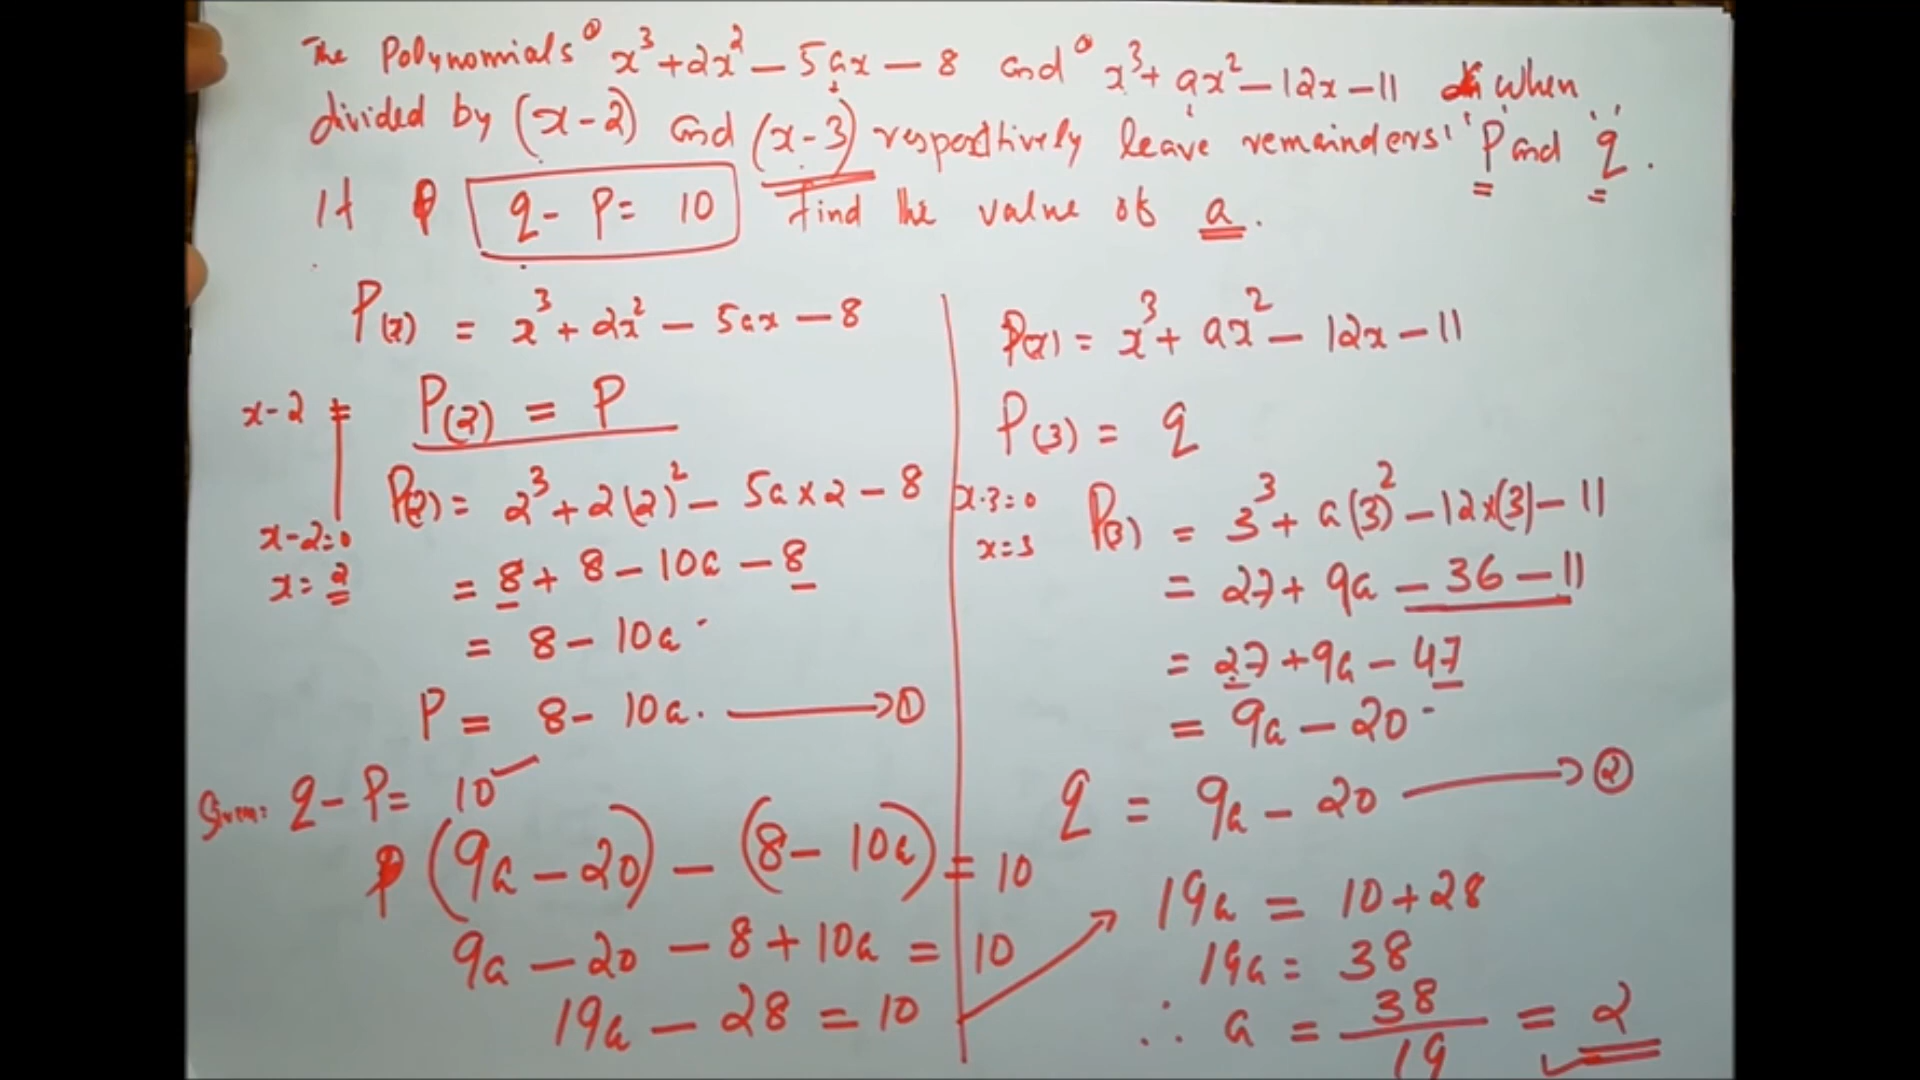 The Polynomials x³+2x²-5ax-8 and x³+ax²-12x-11 when
divided by (x-2) and (x-3) respectively leave remainders "P" and "q".
If q-P=10 Find the value of a.
P(x) = x³+2x²-5ax-8
x-2
P(2) = P
P(2) = 2³+2(2)²-5a×2-8
x-2=0
x=2
= 8+8-10a-8
= 8-10a
P = 8-10a. →①
Given: q-P= 10
(9a-20)-(8-10a)=10
9a-20-8+10a=10
19a-28=10
P(x) = x³+ax²-12x-11
P(3) = q
x-3=0
x=3
P(3) = 3³+a(3)²-12×(3)-11
= 27+9a-36-11
= 27+9a-47
= 9a-20
q = 9a-20 →②
19a = 10+28
19a = 38
∴ a = 38/19 = 2